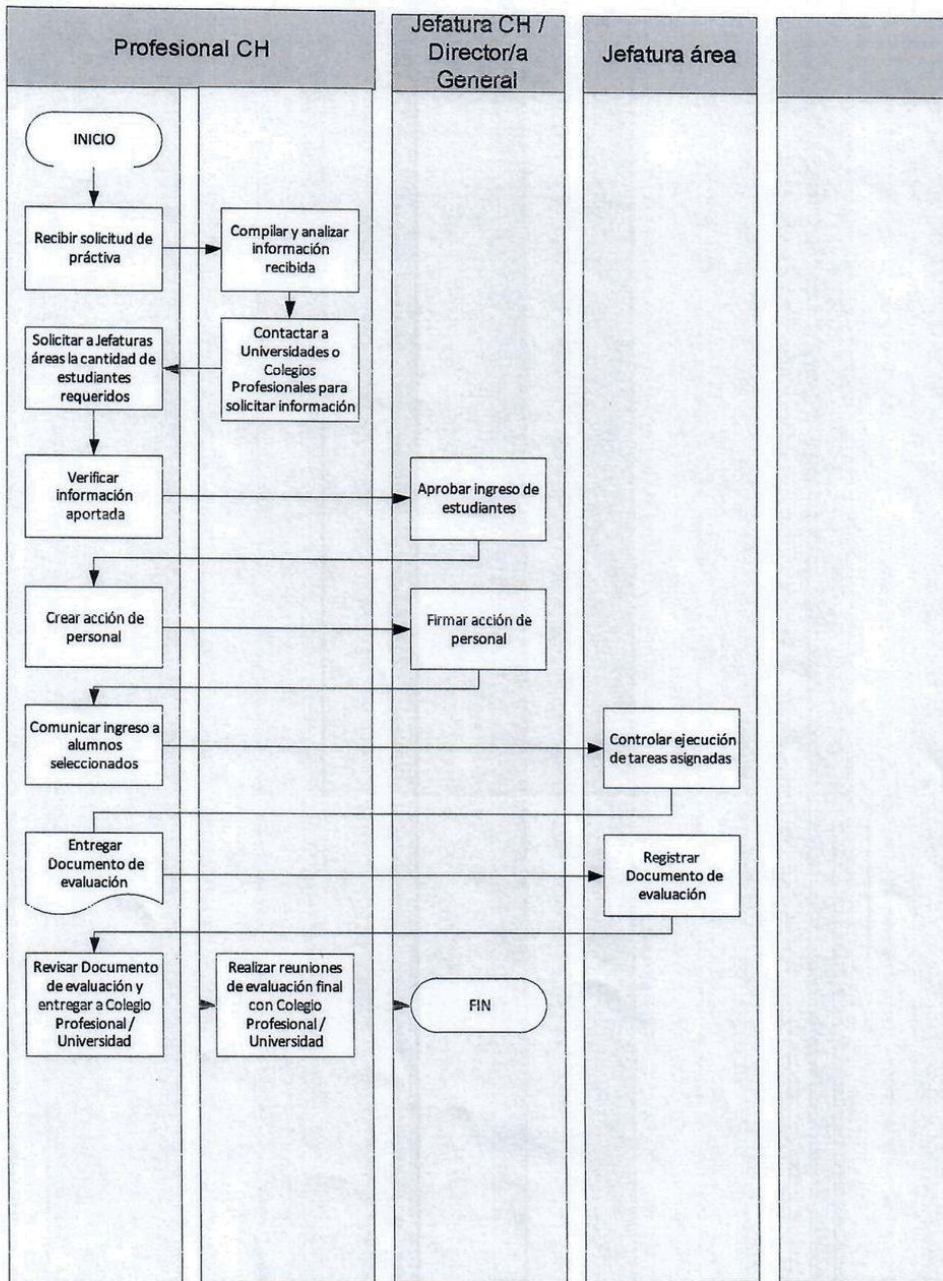 Profesional CH
Jefatura CH /
Director/a
General
Jefatura área
INICIO
Recibir solicitud de
práctiva
Compilar y analizar
información
recibida
Solicitar a Jefaturas
áreas la cantidad de
estudiantes
requeridos
Contactar a
Universidades o
Colegios
Profesionales para
solicitar información
Verificar
información
aportada
Aprobar ingreso de
estudiantes
Crear acción de
personal
Firmar acción de
personal
Comunicar ingreso a
alumnos
seleccionados
Controlar ejecución
de tareas asignadas
Entregar
Documento de
evaluación
Registrar
Documento de
evaluación
Revisar Documento
de evaluación y
entregar a Colegio
Profesional /
Universidad
Realizar reuniones
de evaluación final
con Colegio
Profesional /
Universidad
FIN